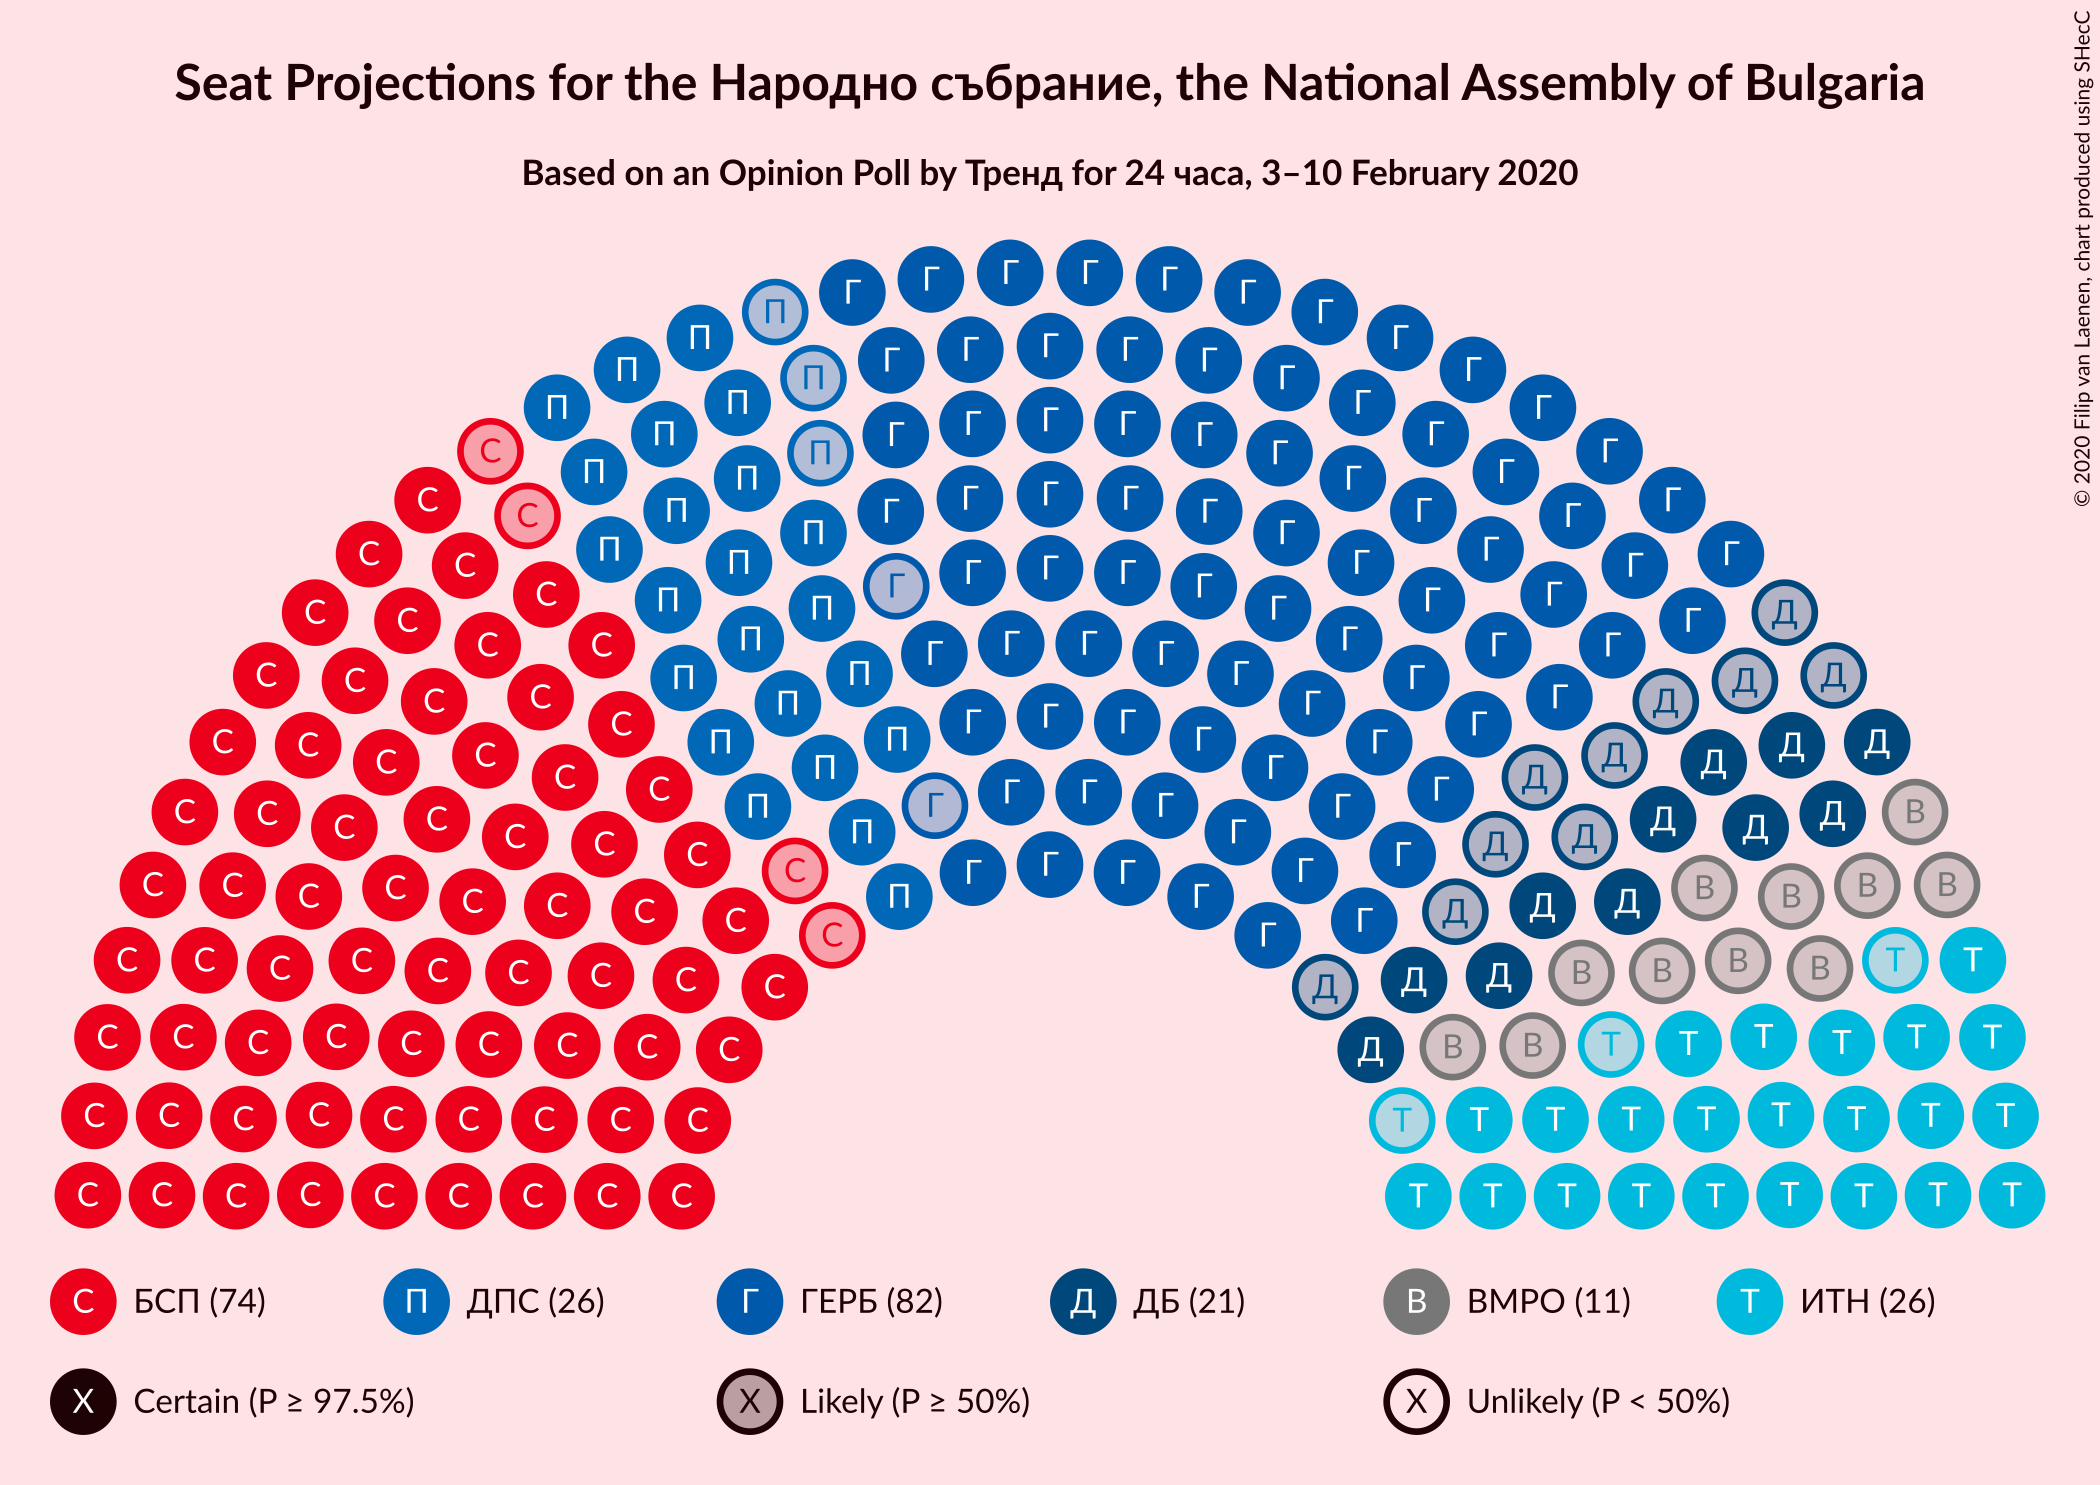 Seat Projections for the Народно събрание, the National Assembly of Bulgaria
Based on an Opinion Poll by Тренд for 24 часа, 3–10 February 2020
© 2020 Filip van Laenen, chart produced using SHecC
С БСП (74) П ДПС (26) Г ГЕРБ (82) Д ДБ (21) В ВМРО (11) Т ИТН (26)
X Certain (P ≥ 97.5%) X Likely (P ≥ 50%) X Unlikely (P < 50%)